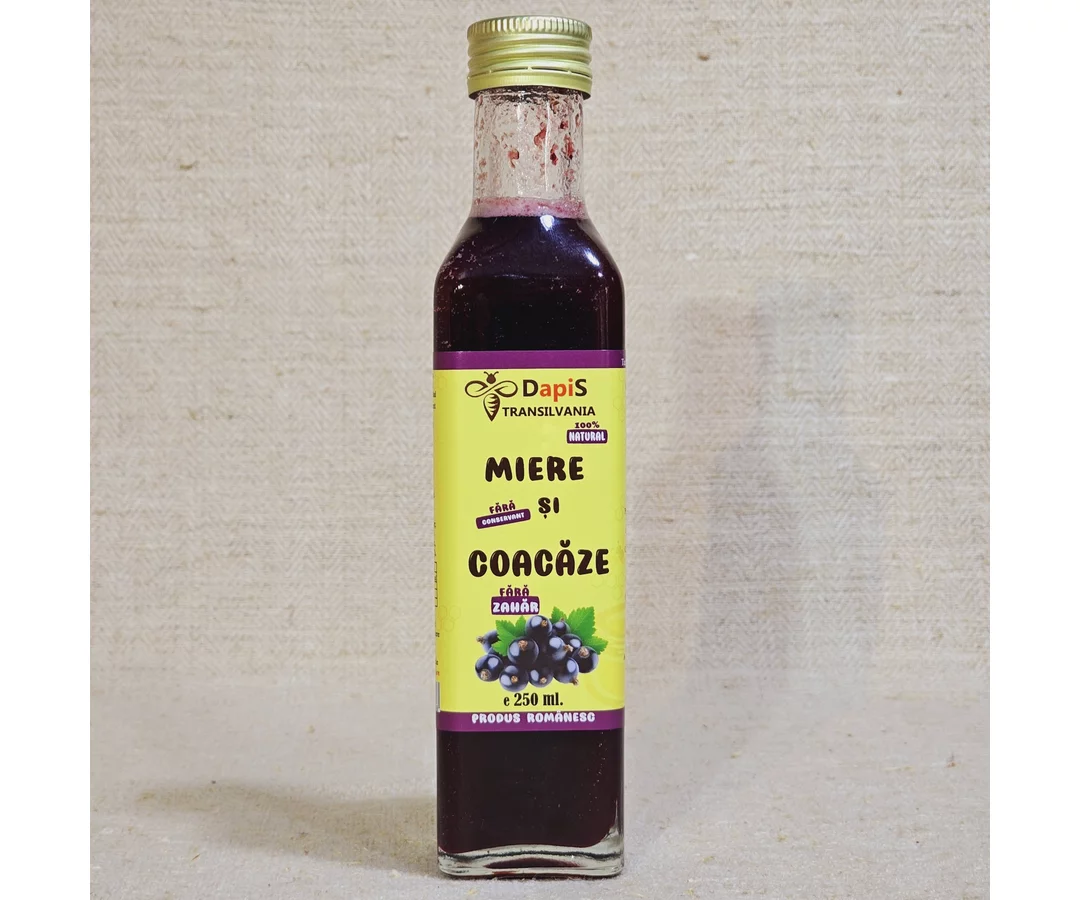 DapiS
TRANSILVANIA
100%
NATURAL
MIERE
FĂRĂ
CONSERVANT
ȘI
COACĂZE
FĂRĂ
ZAHĂR
e 250 ml.
PRODUS ROMÂNESC